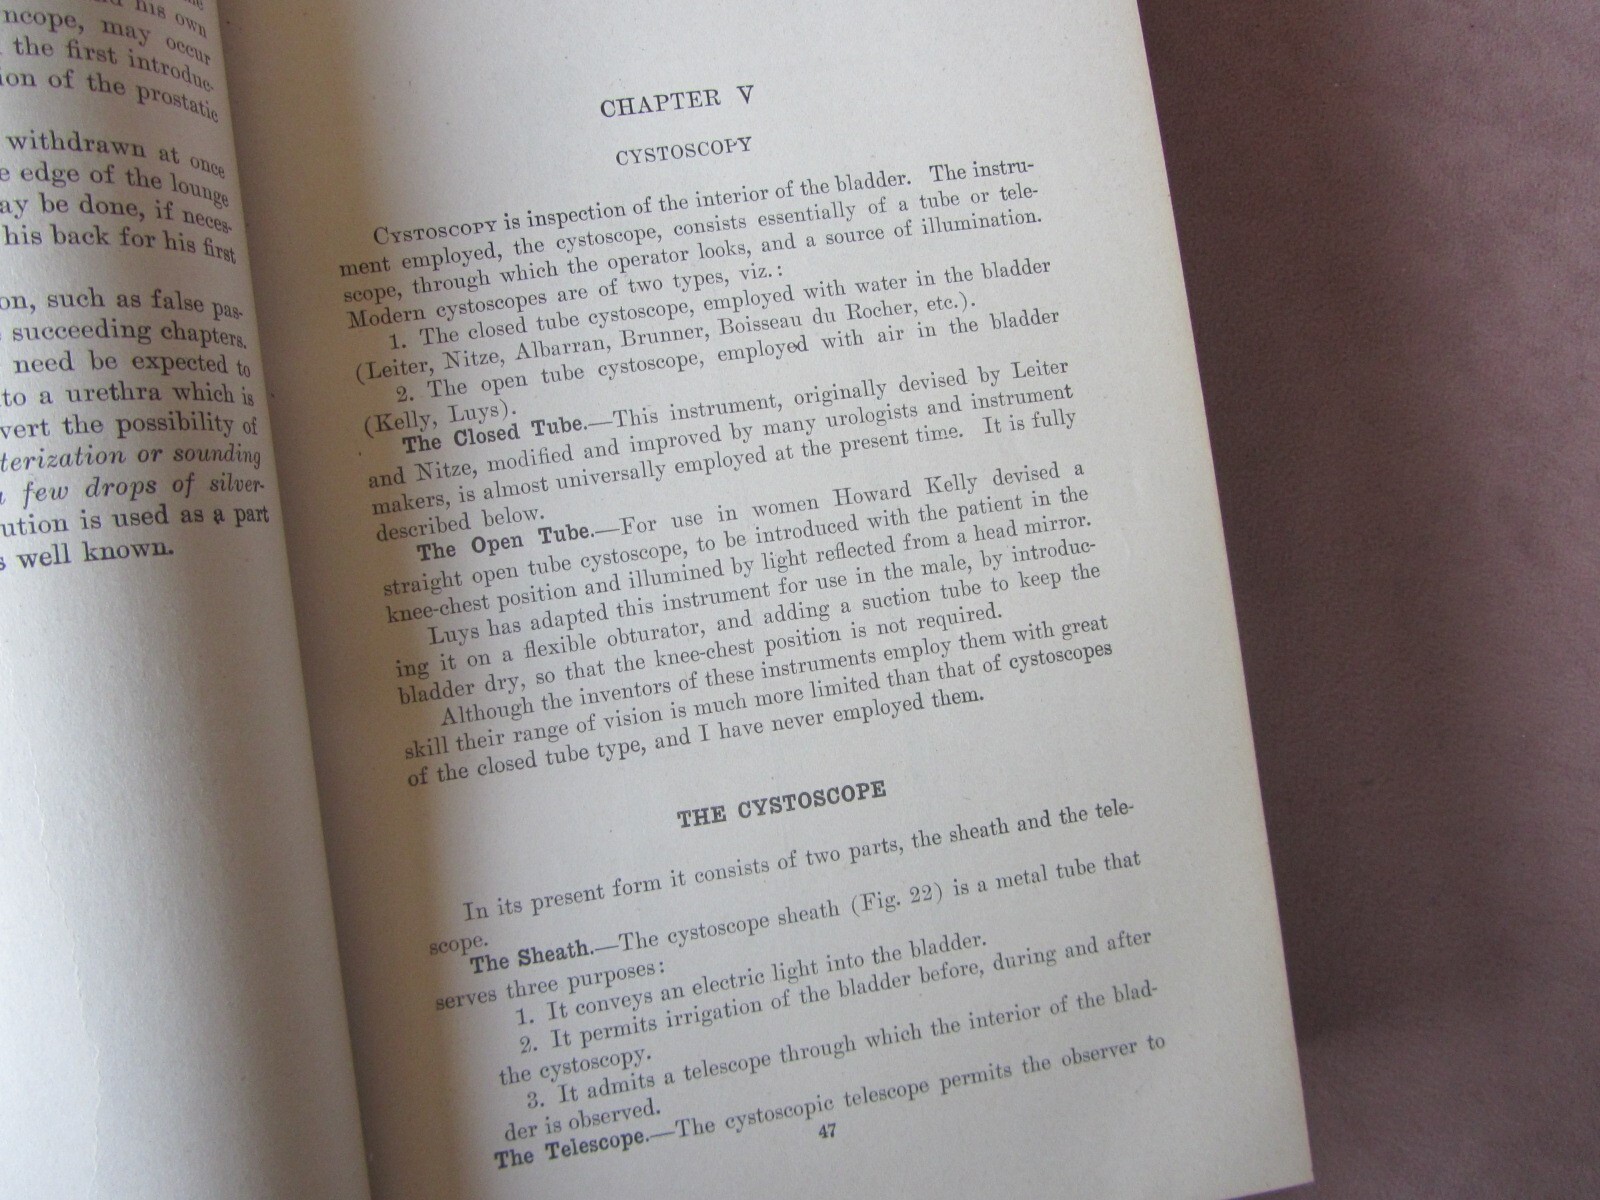 his own
ncope, may occur
the first introduc-
ion of the prostatic
withdrawn at once
e edge of the lounge
ay be done, if neces-
his back for his first
on, such as false pas-
succeeding chapters.
need be expected to
to a urethra which is
vert the possibility of
terization or sounding
few drops of silver-
ution is used as a part
s well known.
CHAPTER V
CYSTOSCOPY
CYSTOSCOPY is inspection of the interior of the bladder. The instru-
ment employed, the cystoscope, consists essentially of a tube or tele-
scope, through which the operator looks, and a source of illumination.
Modern cystoscopes are of two types, viz.:
1. The closed tube cystoscope, employed with water in the bladder
(Leiter, Nitze, Albarran, Brunner, Boisseau du Rocher, etc.).
2. The open tube cystoscope, employed with air in the bladder
(Kelly, Luys).
The Closed Tube.—This instrument, originally devised by Leiter
and Nitze, modified and improved by many urologists and instrument
makers, is almost universally employed at the present time. It is fully
described below.
The Open Tube.—For use in women Howard Kelly devised a
straight open tube cystoscope, to be introduced with the patient in the
knee-chest position and illumined by light reflected from a head mirror.
Luys has adapted this instrument for use in the male, by introduc-
ing it on a flexible obturator, and adding a suction tube to keep the
bladder dry, so that the knee-chest position is not required.
Although the inventors of these instruments employ them with great
skill their range of vision is much more limited than that of cystoscopes
of the closed tube type, and I have never employed them.
THE CYSTOSCOPE
In its present form it consists of two parts, the sheath and the tele-
scope.
The Sheath.—The cystoscope sheath (Fig. 22) is a metal tube that
serves three purposes:
1. It conveys an electric light into the bladder.
2. It permits irrigation of the bladder before, during and after
the cystoscopy.
3. It admits a telescope through which the interior of the blad-
der is observed.
The Telescope.—The cystoscopic telescope permits the observer to
47